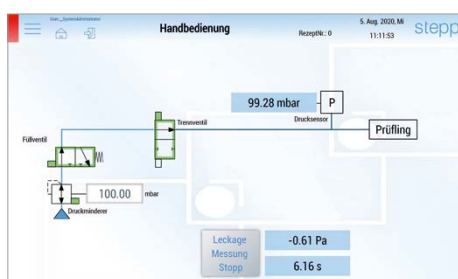 5. Aug. 2020, Mi
Handbedienung
RezeptNr.: 0
11:11:53
stepp
99.28 mbar
P
Trennventil
Drucksensor
Prüfling
Füllventil
100.00 mbar
Druckminderer
Leckage
Messung
Stopp
-0.61 Pa
6.16 s